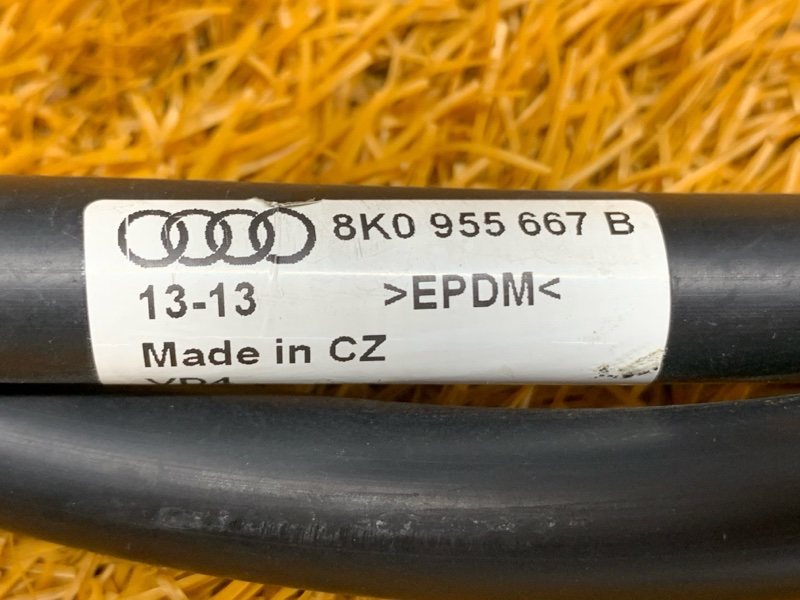 8K0 955 667 B
13-13 >EPDM<
Made in CZ